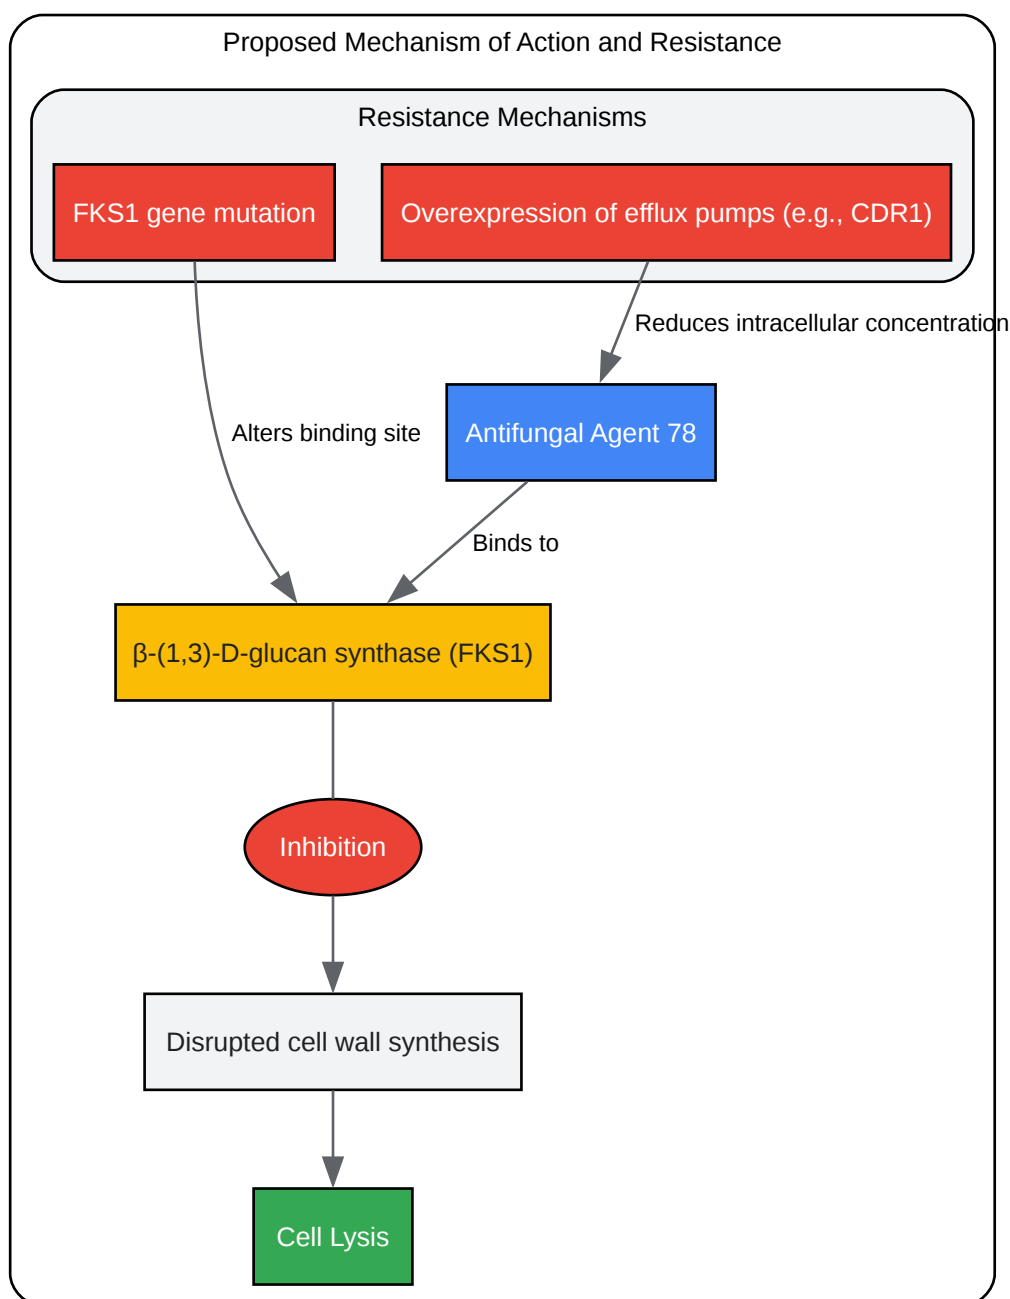 Proposed Mechanism of Action and Resistance
Resistance Mechanisms
FKS1 gene mutation
Overexpression of efflux pumps (e.g., CDR1)
Reduces intracellular concentration
Alters binding site
Antifungal Agent 78
Binds to
β-(1,3)-D-glucan synthase (FKS1)
Inhibition
Disrupted cell wall synthesis
Cell Lysis